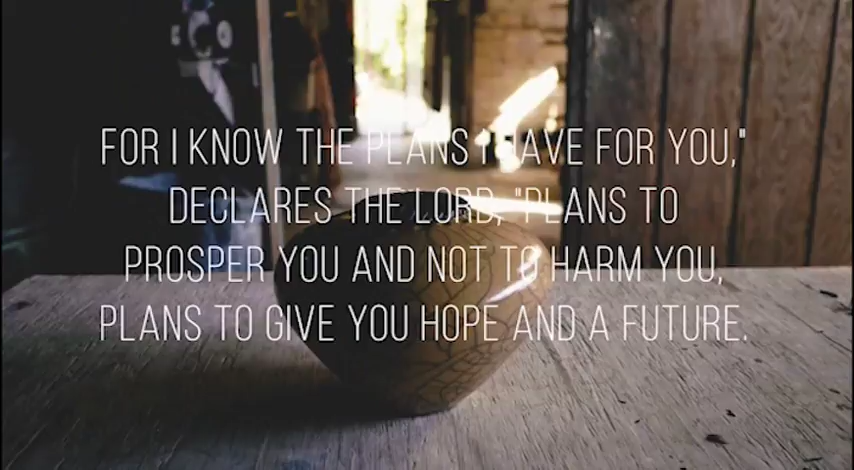 FOR I KNOW THE PLANS I HAVE FOR YOU,"
DECLARES THE LORD, "PLANS TO
PROSPER YOU AND NOT TO HARM YOU,
PLANS TO GIVE YOU HOPE AND A FUTURE.